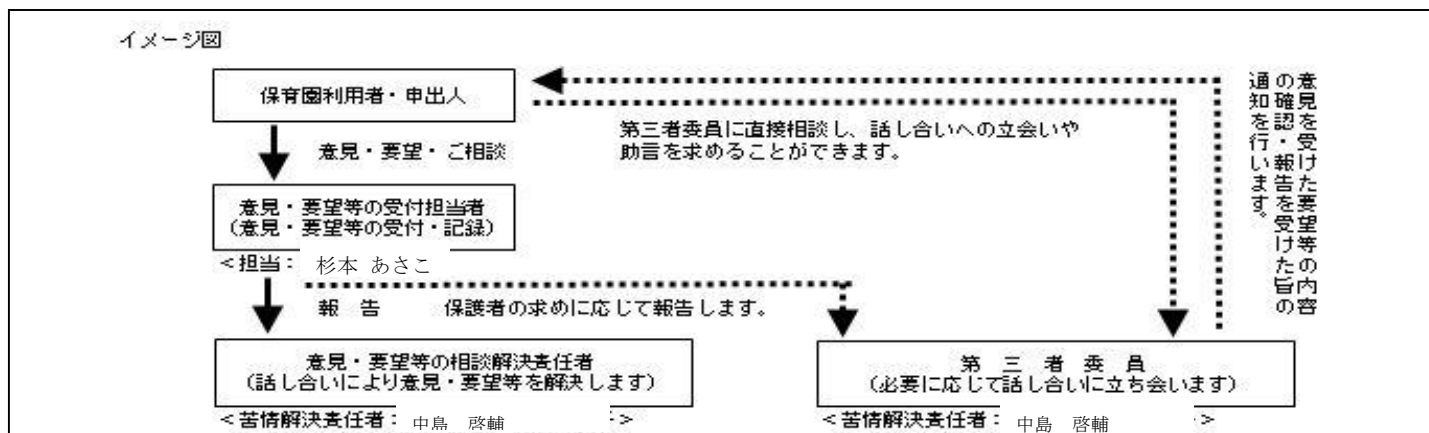 イメージ図
保育園利用者・申出人
意見・要望・ご相談
第三者委員に直接相談し、話し合いへの立会いや
助言を求めることができます。
意見を受けた要望等の内容
の確認・報告を受けた旨の
通知を行います。
意見・要望等の受付担当者
(意見・要望等の受付・記録)
<担当： 杉本 あさこ
報 告
保護者の求めに応じて報告します。
意見・要望等の相談解決責任者
(話し合いにより意見・要望等を解決します)
<苦情解決責任者： 中島 啓輔 >
第 三 者 委 員
(必要に応じて話し合いに立ち会います)
<苦情解決責任者： 中島 啓輔 >